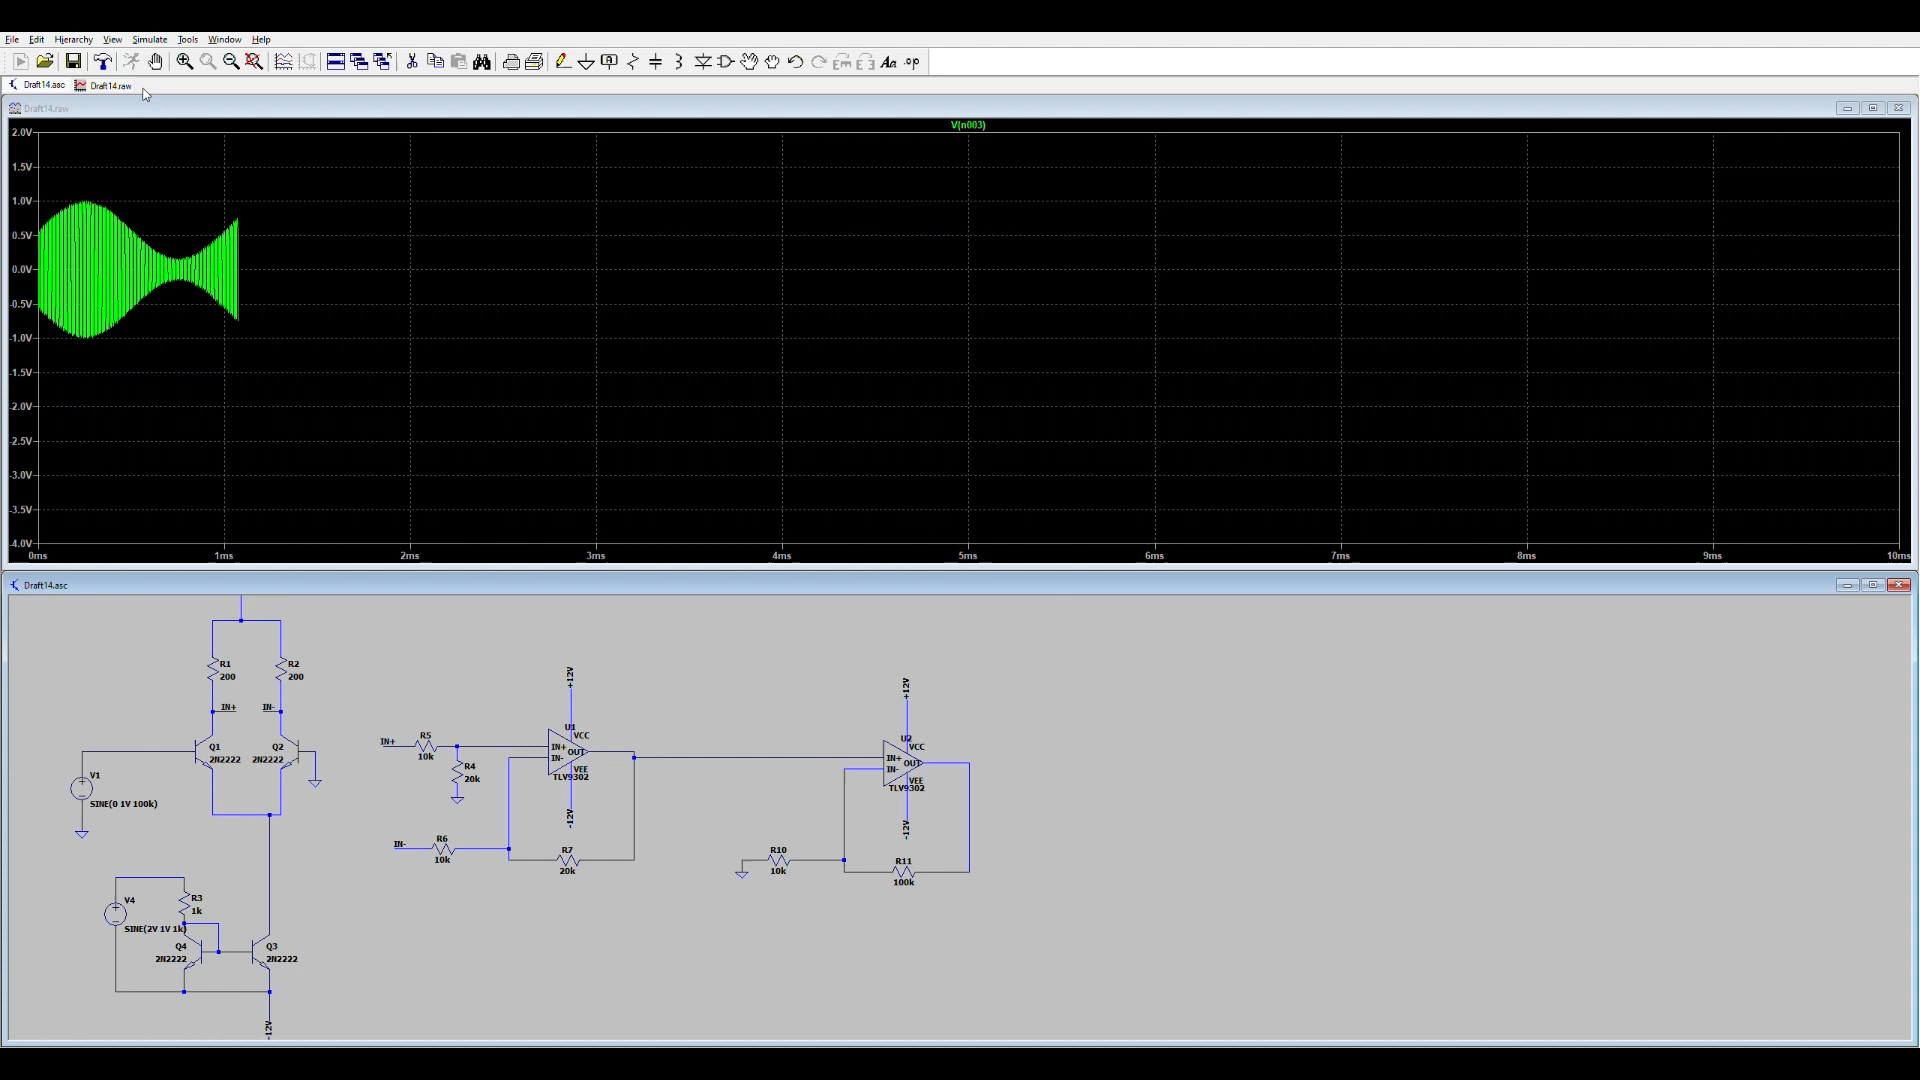 File Edit Hierarchy View Simulate Tools Window Help
Draft14.asc Draft14.raw
Draft14.raw
V(n003)
2.0V
1.5V
1.0V
0.5V
0.0V
-0.5V
-1.0V
-1.5V
-2.0V
-2.5V
-3.0V
-3.5V
-4.0V
0ms 1ms 2ms 3ms 4ms 5ms 6ms 7ms 8ms 9ms 10ms
Draft14.asc
R1
200
R2
200
IN+ IN-
Q1
2N2222
Q2
2N2222
V1
SINE(0 1V 100k)
V4
SINE(2V 1V 1k)
R3
1k
Q4
2N2222
Q3
2N2222
-12V
IN+
R5
10k
R4
20k
+12V
U1
VCC
IN+
OUT
IN-
VEE
TLV9302
-12V
IN-
R6
10k
R7
20k
+12V
U2
VCC
IN+
OUT
IN-
VEE
TLV9302
-12V
R10
10k
R11
100k